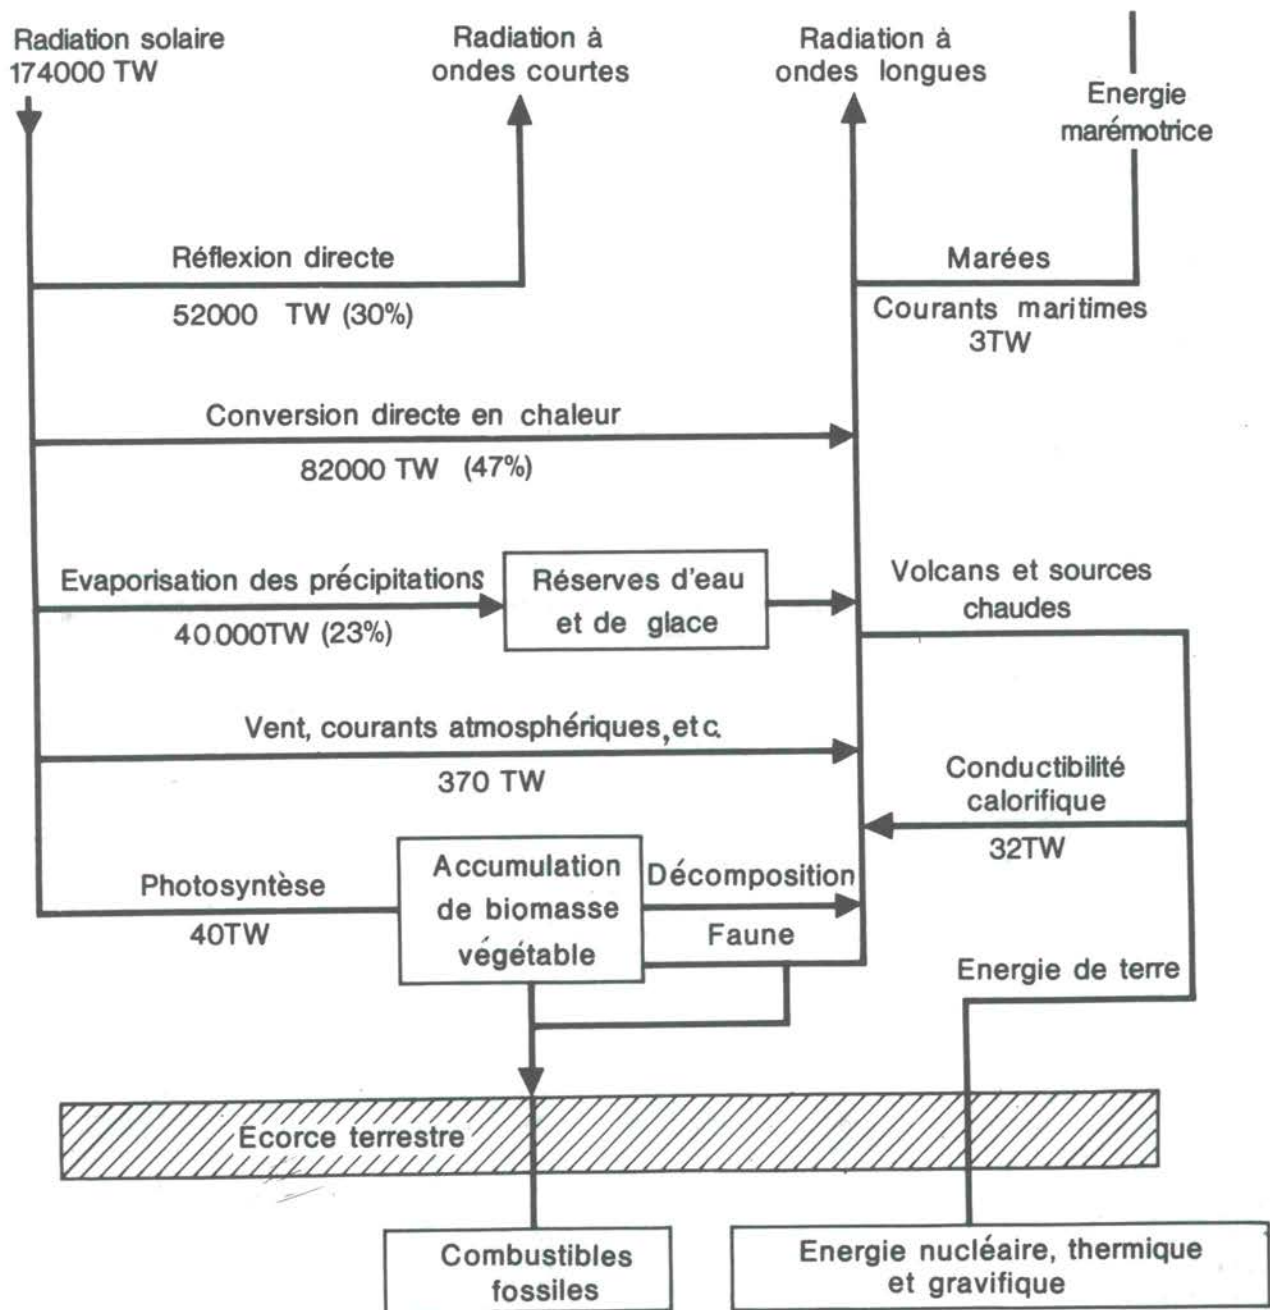 Radiation solaire
174000 TW
Radiation à
ondes courtes
Radiation à
ondes longues
Energie
marémotrice
Réflexion directe
52000 TW (30%)
Marées
Courants maritimes
3TW
Conversion directe en chaleur
82000 TW (47%)
Evaporisation des précipitations
40000TW (23%)
Réserves d'eau
et de glace
Volcans et sources
chaudes
Vent, courants atmosphériques, etc.
370 TW
Conductibilité
calorifique
32TW
Photosyntèse
40TW
Accumulation
de biomasse
végétable
Décomposition
Faune
Energie de terre
Ecorce terrestre
Combustibles
fossiles
Energie nucléaire, thermique
et gravifique